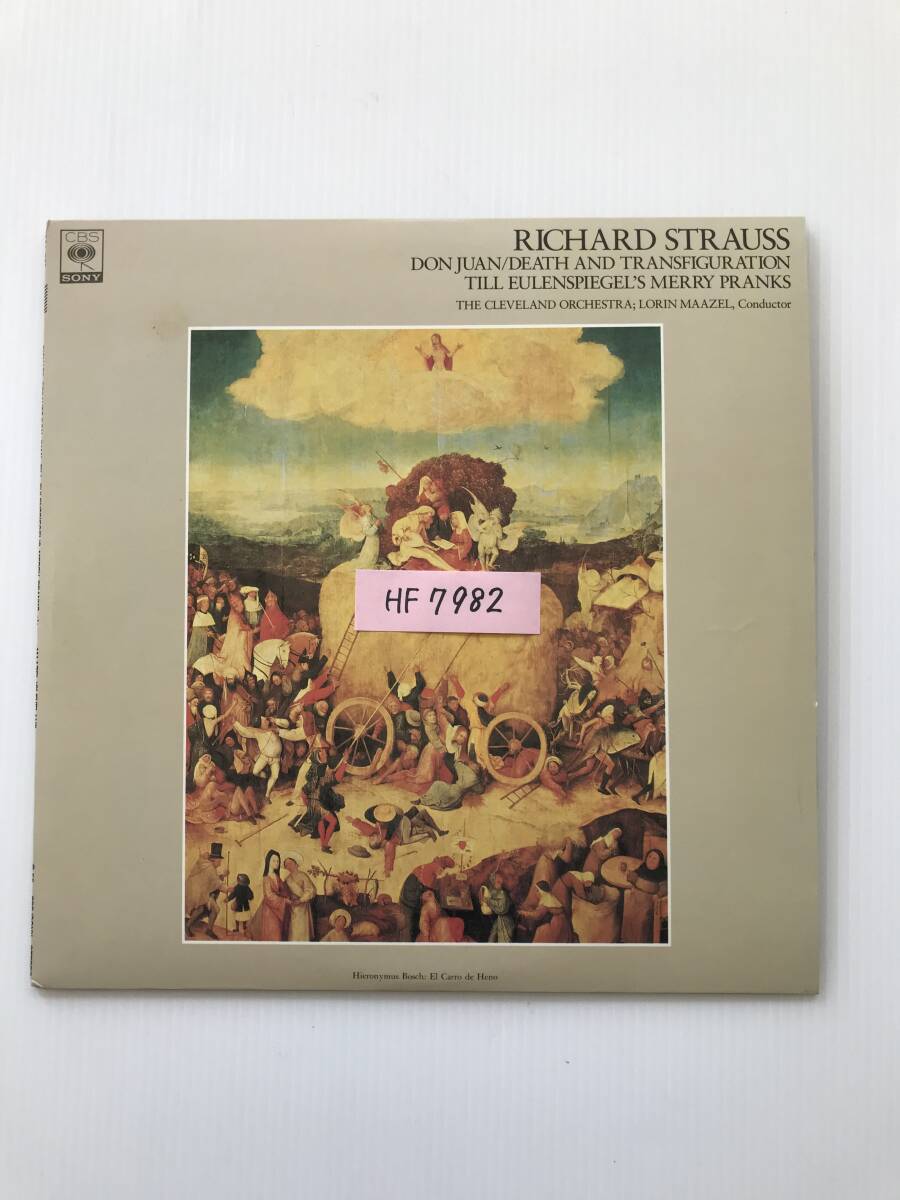 CBS
SONY
RICHARD STRAUSS
DON JUAN/DEATH AND TRANSFIGURATION
TILL EULENSPIEGEL'S MERRY PRANKS
THE CLEVELAND ORCHESTRA; LORIN MAAZEL, Conductor
HF 7982
Hieronymus Bosch: El Carro de Heno